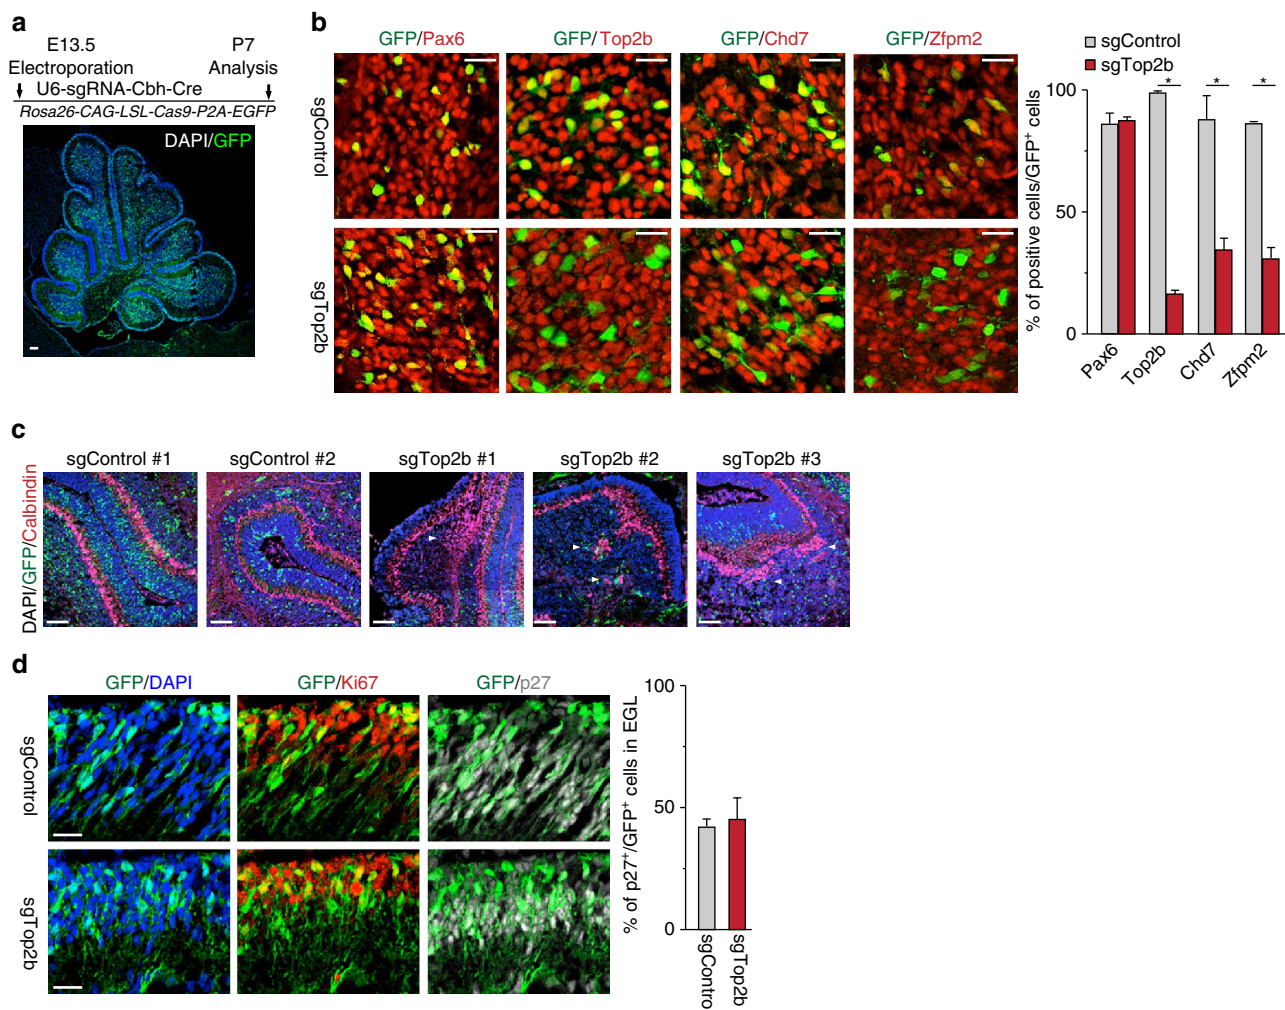 a
E13.5 P7
Electroporation Analysis
U6-sgRNA-Cbh-Cre
Rosa26-CAG-LSL-Cas9-P2A-EGFP
DAPI/GFP
b
GFP/Pax6 GFP/Top2b GFP/Chd7 GFP/Zfpm2
sgControl
sgTop2b
sgControl
sgTop2b
% of positive cells/GFP+ cells
100
50
0
* * *
Pax6 Top2b Chd7 Zfpm2
c
sgControl #1 sgControl #2 sgTop2b #1 sgTop2b #2 sgTop2b #3
DAPI/GFP/Calbindin
d
GFP/DAPI GFP/Ki67 GFP/p27
sgControl
sgTop2b
% of p27+/GFP+ cells in EGL
100
50
0
sgContro
sgTop2b